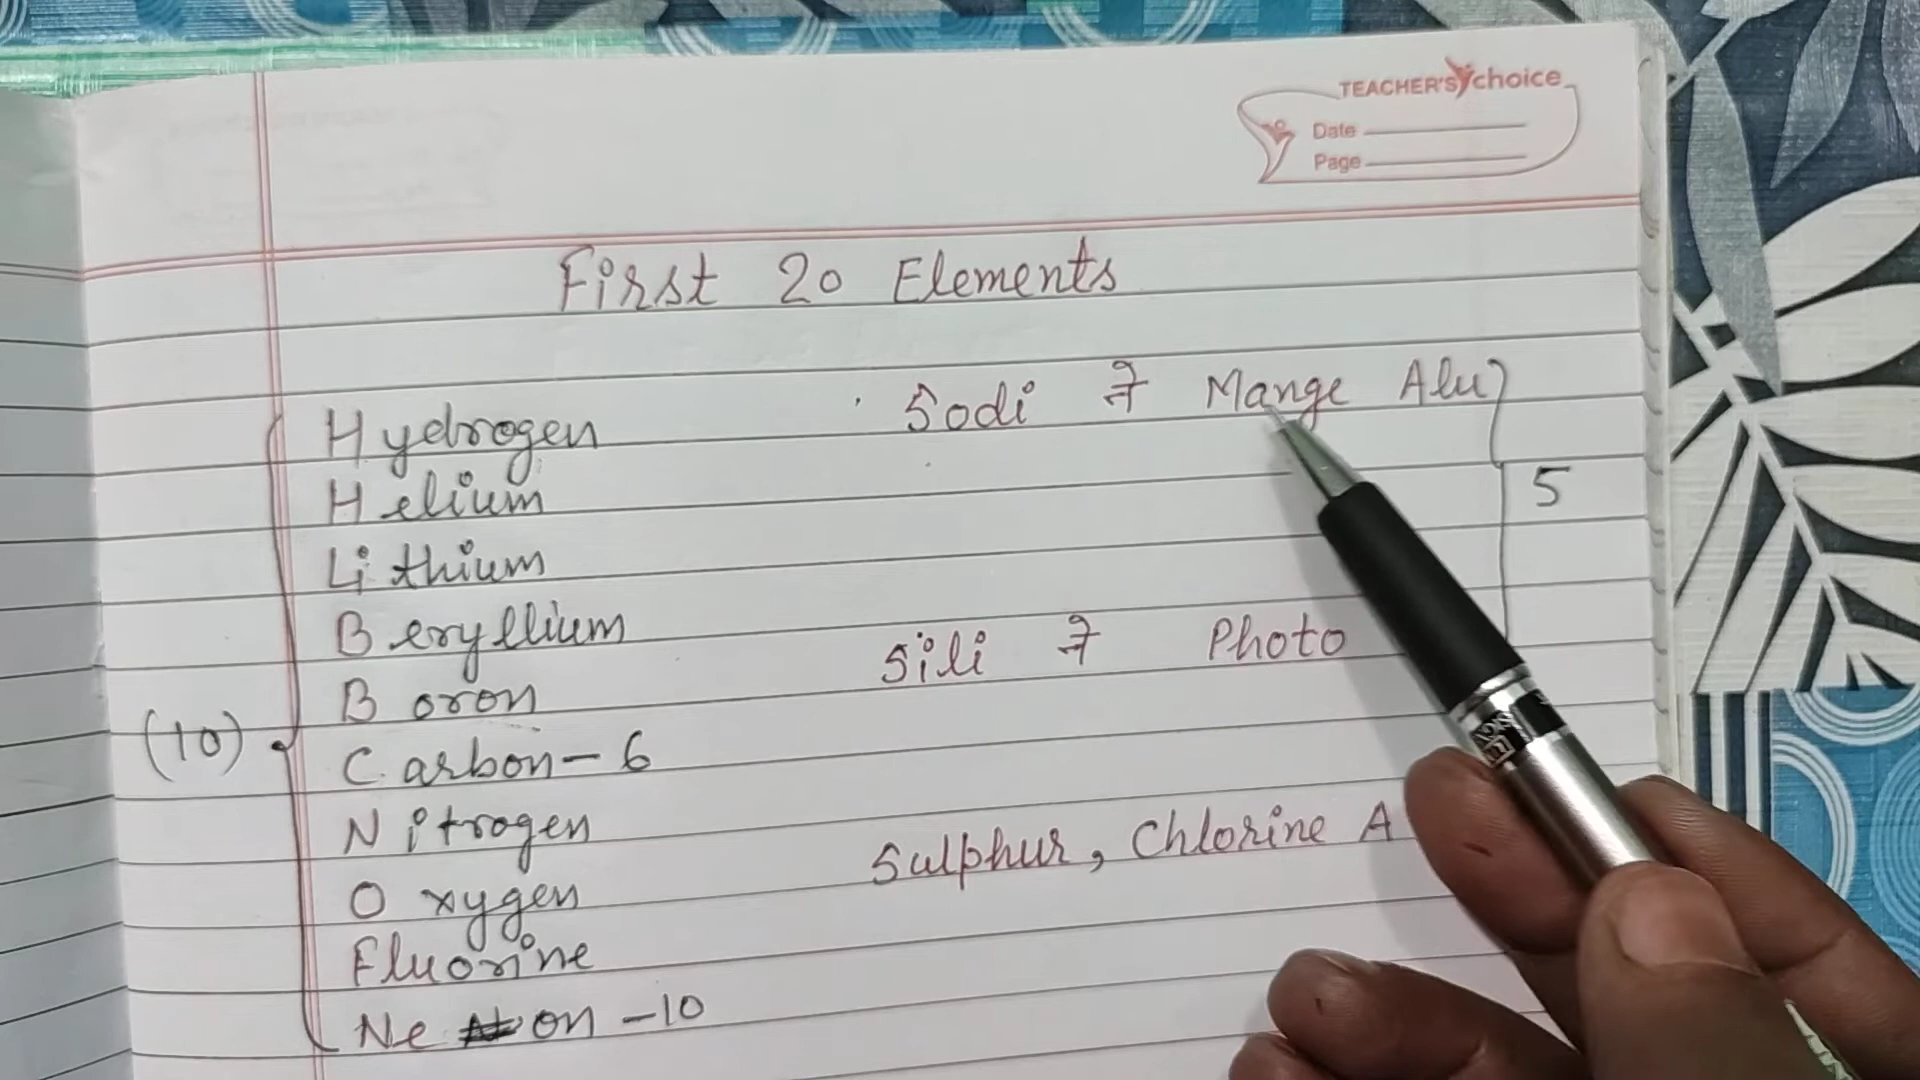 TEACHER'S choice
Date
Page
First 20 Elements
Hydrogen
Helium
Lithium
Beryllium
Boron
Carbon - 6
Nitrogen
Oxygen
Fluorine
Neon - 10
(10)
Sodi ने Mange Alu
5
Sili ने Photo
Sulphur, Chlorine A